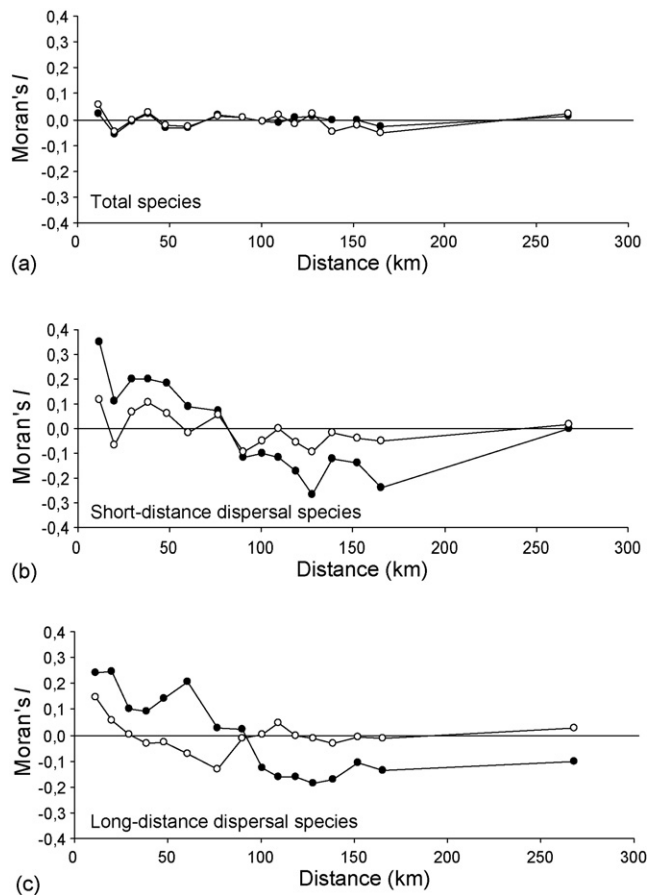 0,4
0,3
0,2
0,1
0,0
-0,1
-0,2
-0,3
-0,4
Moran's I
Total species
0 50 100 150 200 250 300
Distance (km)
(a)
0,4
0,3
0,2
0,1
0,0
-0,1
-0,2
-0,3
-0,4
Moran's I
Short-distance dispersal species
0 50 100 150 200 250 300
Distance (km)
(b)
0,4
0,3
0,2
0,1
0,0
-0,1
-0,2
-0,3
-0,4
Moran's I
Long-distance dispersal species
0 50 100 150 200 250 300
Distance (km)
(c)